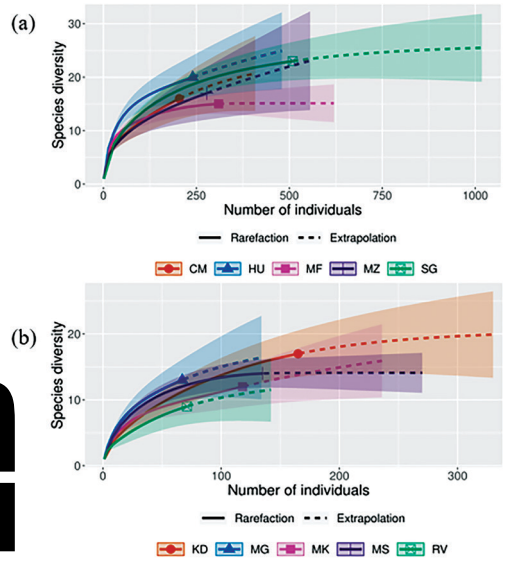 (a)
Species diversity
30
20
10
0
0 250 500 750 1000
Number of individuals
Rarefaction Extrapolation
CM HU MF MZ SG
(b)
Species diversity
20
10
0
0 100 200 300
Number of individuals
Rarefaction Extrapolation
KD MG MK MS RV